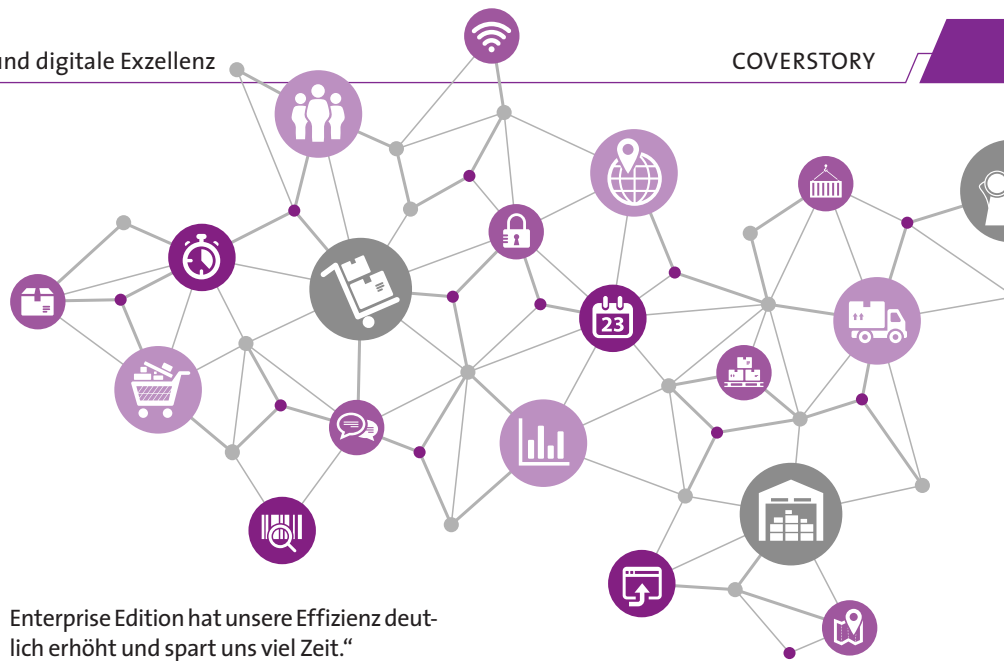 und digitale Exzellenz
COVERSTORY
23
Enterprise Edition hat unsere Effizienz deut-
lich erhöht und spart uns viel Zeit.“